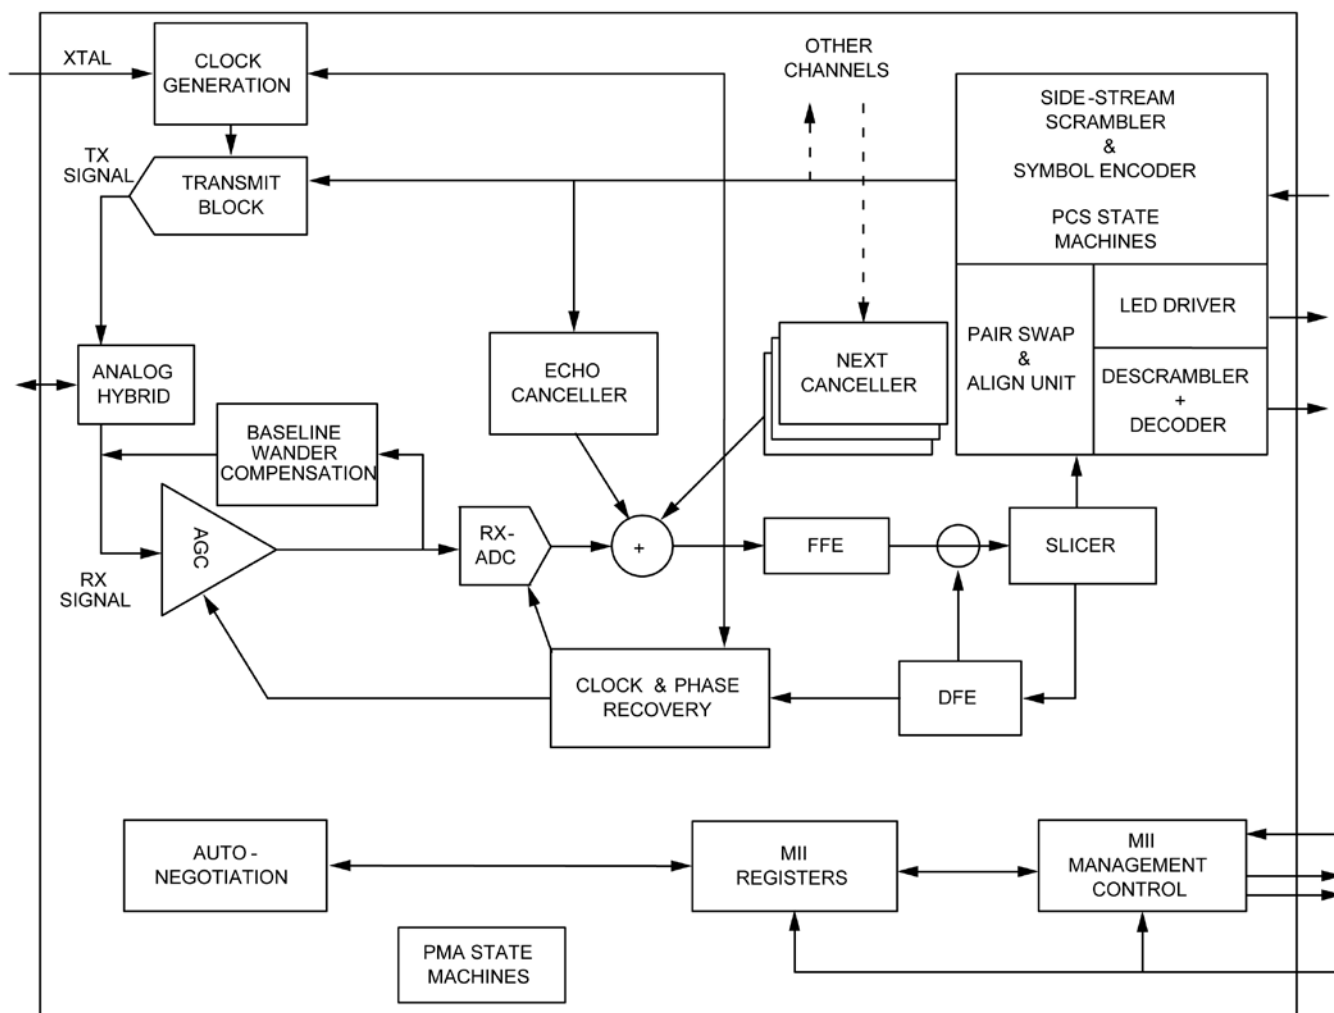 XTAL
CLOCK
GENERATION
OTHER
CHANNELS
SIDE-STREAM
SCRAMBLER
&
SYMBOL ENCODER
PCS STATE
MACHINES
TX
SIGNAL
TRANSMIT
BLOCK
LED DRIVER
PAIR SWAP
&
ALIGN UNIT
DESCRAMBLER
+
DECODER
ANALOG
HYBRID
ECHO
CANCELLER
NEXT
CANCELLER
BASELINE
WANDER
COMPENSATION
AGC
RX-
ADC
+
FFE
SLICER
RX
SIGNAL
CLOCK & PHASE
RECOVERY
DFE
AUTO-
NEGOTIATION
MII
REGISTERS
MII
MANAGEMENT
CONTROL
PMA STATE
MACHINES